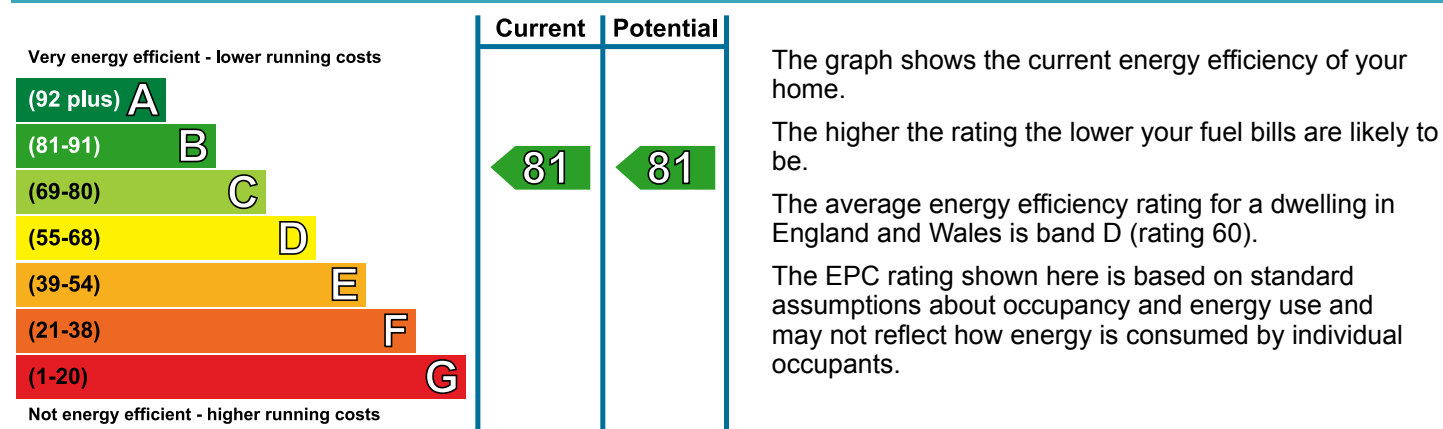 Current Potential
Very energy efficient - lower running costs
(92 plus) A
(81-91) B
81 81
(69-80) C
(55-68) D
(39-54) E
(21-38) F
(1-20) G
Not energy efficient - higher running costs
The graph shows the current energy efficiency of your
home.
The higher the rating the lower your fuel bills are likely to
be.
The average energy efficiency rating for a dwelling in
England and Wales is band D (rating 60).
The EPC rating shown here is based on standard
assumptions about occupancy and energy use and
may not reflect how energy is consumed by individual
occupants.